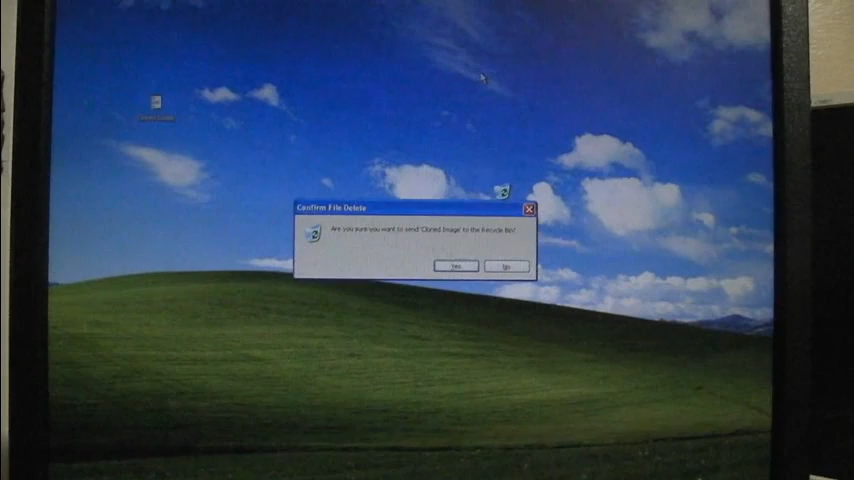 Confirm File Delete
Are you sure you want to send 'Cloned Image' to the Recycle Bin?
Yes
No